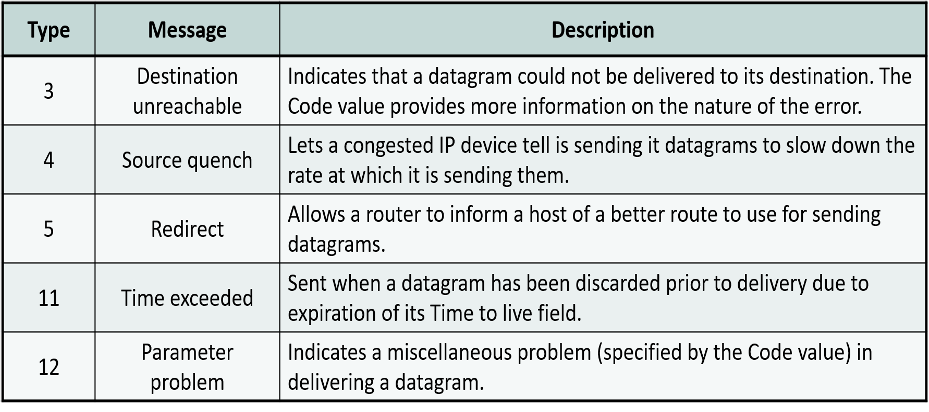 Type Message Description
3 Destination unreachable Indicates that a datagram could not be delivered to its destination. The
Code value provides more information on the nature of the error.
4 Source quench Lets a congested IP device tell is sending it datagrams to slow down the
rate at which it is sending them.
5 Redirect Allows a router to inform a host of a better route to use for sending
datagrams.
11 Time exceeded Sent when a datagram has been discarded prior to delivery due to
expiration of its Time to live field.
12 Parameter problem Indicates a miscellaneous problem (specified by the Code value) in
delivering a datagram.